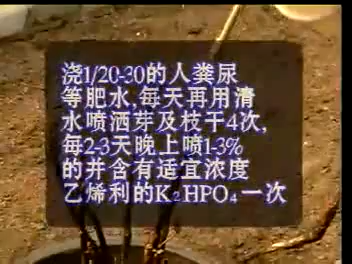 浇1/20-30的人粪尿
等肥水,每天再用清
水喷洒芽及枝干4次,
每2-3天晚上喷1-3%
的并含有适宜浓度
乙烯利的K₂HPO₄一次